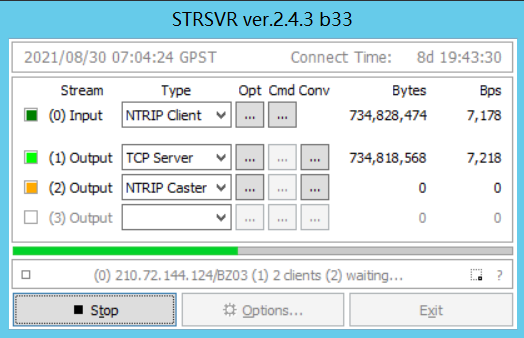 STRSVR ver.2.4.3 b33
2021/08/30 07:04:24 GPST Connect Time: 8d 19:43:30
Stream Type Opt Cmd Conv Bytes Bps
(0) Input NTRIP Client ... ... 734,828,474 7,178
(1) Output TCP Server ... ... ... 734,818,568 7,218
(2) Output NTRIP Caster ... ... ... 0 0
(3) Output ... ... ... 0 0
(0) 210.72.144.124/BZ03 (1) 2 clients (2) waiting... ?
Stop Options... Exit